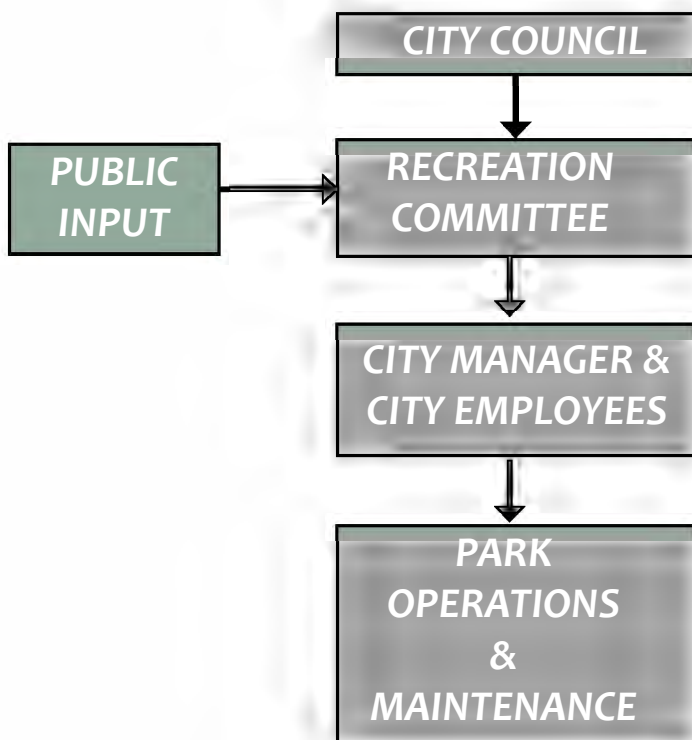 CITY COUNCIL
PUBLIC
INPUT
RECREATION
COMMITTEE
CITY MANAGER &
CITY EMPLOYEES
PARK
OPERATIONS
&
MAINTENANCE